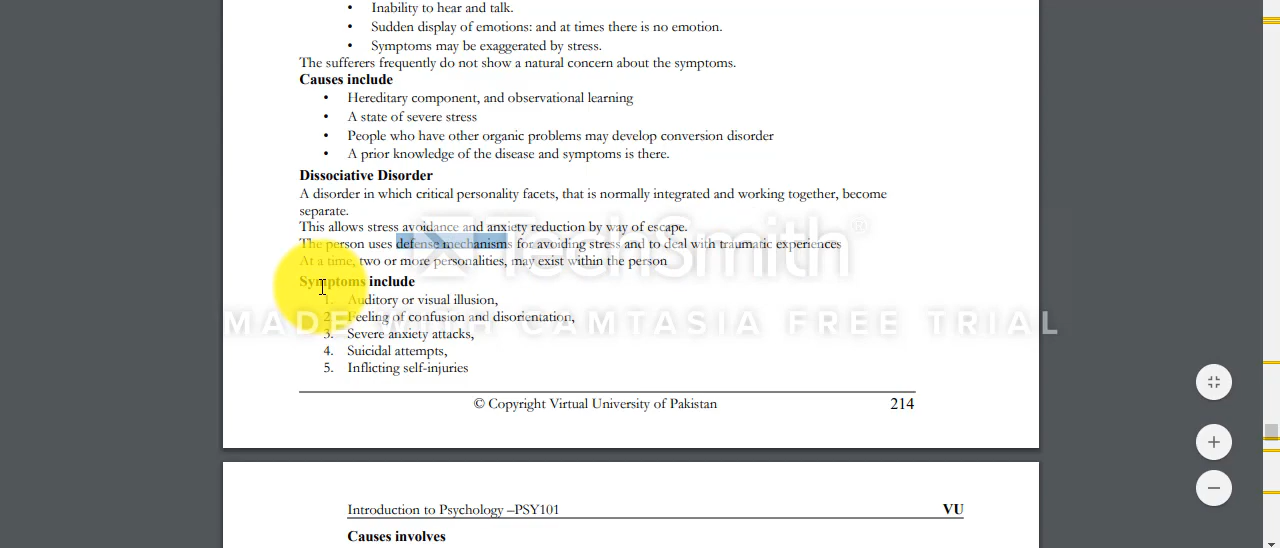 • Inability to hear and talk.
• Sudden display of emotions: and at times there is no emotion.
• Symptoms may be exaggerated by stress.
The sufferers frequently do not show a natural concern about the symptoms.
Causes include
• Hereditary component, and observational learning
• A state of severe stress
• People who have other organic problems may develop conversion disorder
• A prior knowledge of the disease and symptoms is there.
Dissociative Disorder
A disorder in which critical personality facets, that is normally integrated and working together, become
separate.
This allows stress avoidance and anxiety reduction by way of escape.
The person uses defense mechanisms for avoiding stress and to deal with traumatic experiences
At a time, two or more personalities, may exist within the person
TechSmith®
Symptoms include
1. Auditory or visual illusion,
2. Feeling of confusion and disorientation,
MADE WITH CAMTASIA FREE TRIAL
3. Severe anxiety attacks,
4. Suicidal attempts,
5. Inflicting self-injuries
© Copyright Virtual University of Pakistan 214
Introduction to Psychology –PSY101 VU
Causes involves